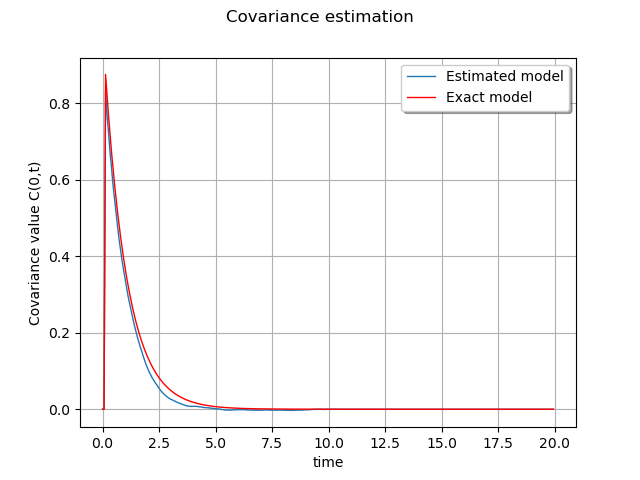 Covariance estimation
Estimated model
Exact model
Covariance value C(0,t)
0.8
0.6
0.4
0.2
0.0
0.0 2.5 5.0 7.5 10.0 12.5 15.0 17.5 20.0
time